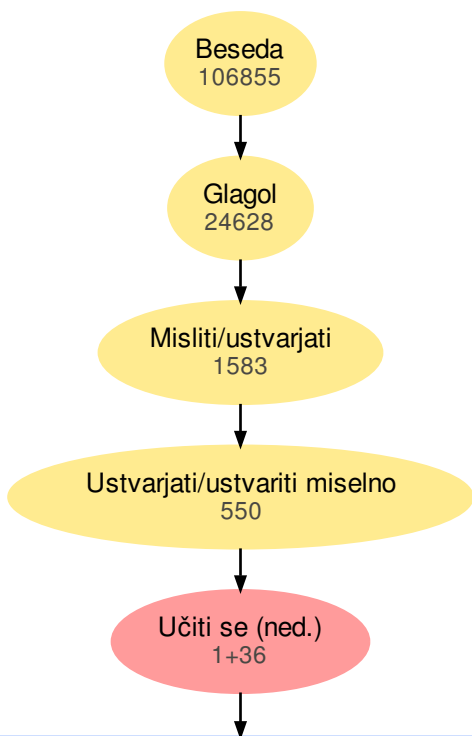 Beseda
106855
Glagol
24628
Misliti/ustvarjati
1583
Ustvarjati/ustvariti miselno
550
Učiti se (ned.)
1+36